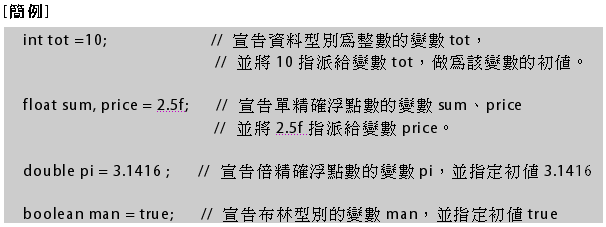 [簡例]
int tot =10; // 宣告資料型別為整數的變數 tot，
// 並將 10 指派給變數 tot，做為該變數的初值。
float sum, price = 2.5f; // 宣告單精確浮點數的變數 sum、price
// 並將 2.5f 指派給變數 price。
double pi = 3.1416 ; // 宣告倍精確浮點數的變數 pi，並指定初值 3.1416
boolean man = true; // 宣告布林型別的變數 man，並指定初值 true